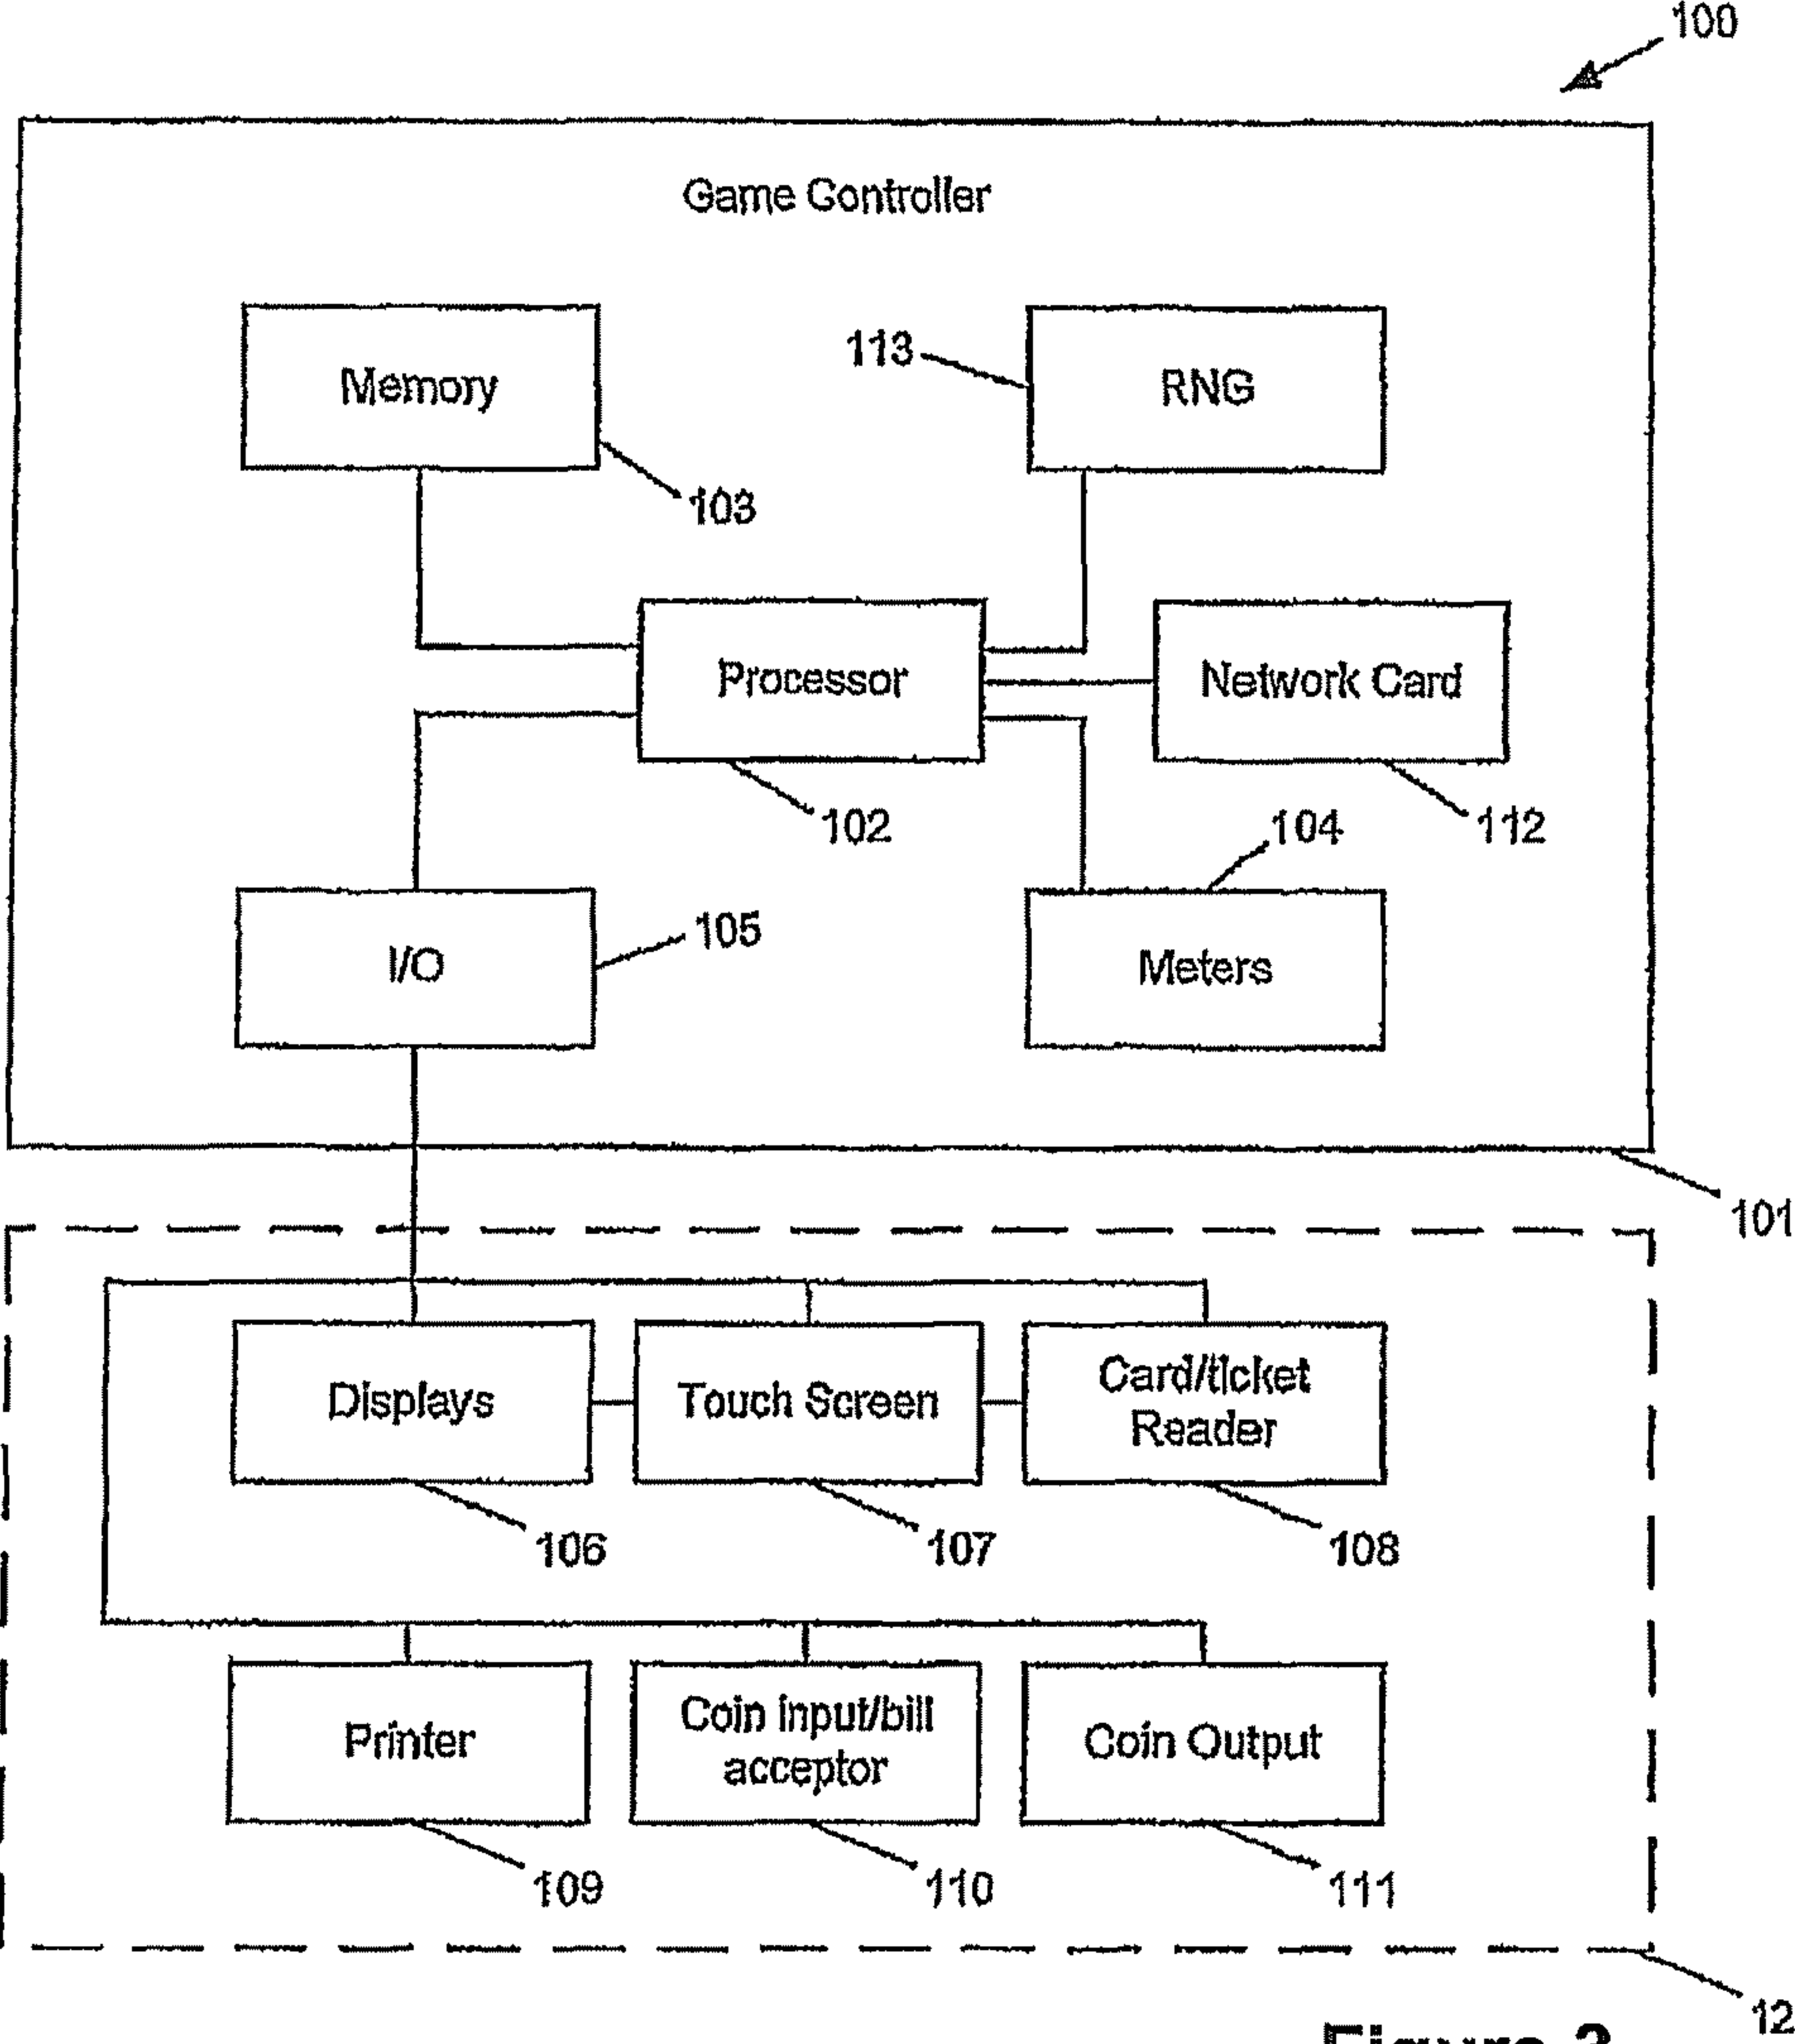 100
Game Controller
Memory
113
RNG
103
Processor
Network Card
102
104
112
I/O
105
Meters
101
Displays
Touch Screen
Card/ticket
Reader
106
107
108
Printer
Coin input/bill
acceptor
Coin Output
109
110
111
12